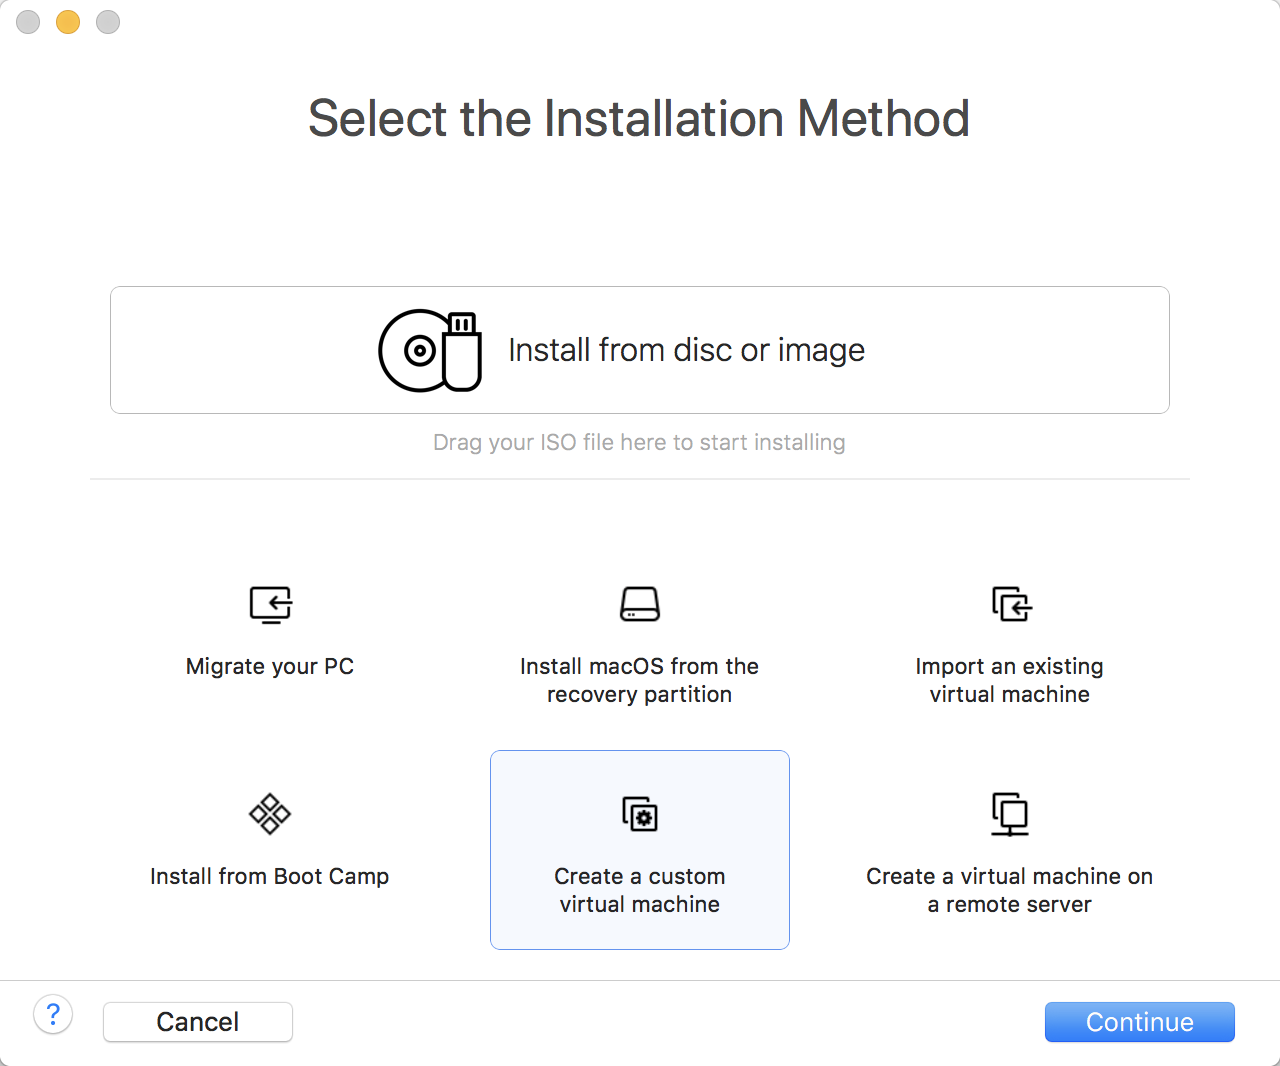 Select the Installation Method
Install from disc or image
Drag your ISO file here to start installing
Migrate your PC
Install macOS from the
recovery partition
Import an existing
virtual machine
Install from Boot Camp
Create a custom
virtual machine
Create a virtual machine on
a remote server
?
Cancel
Continue